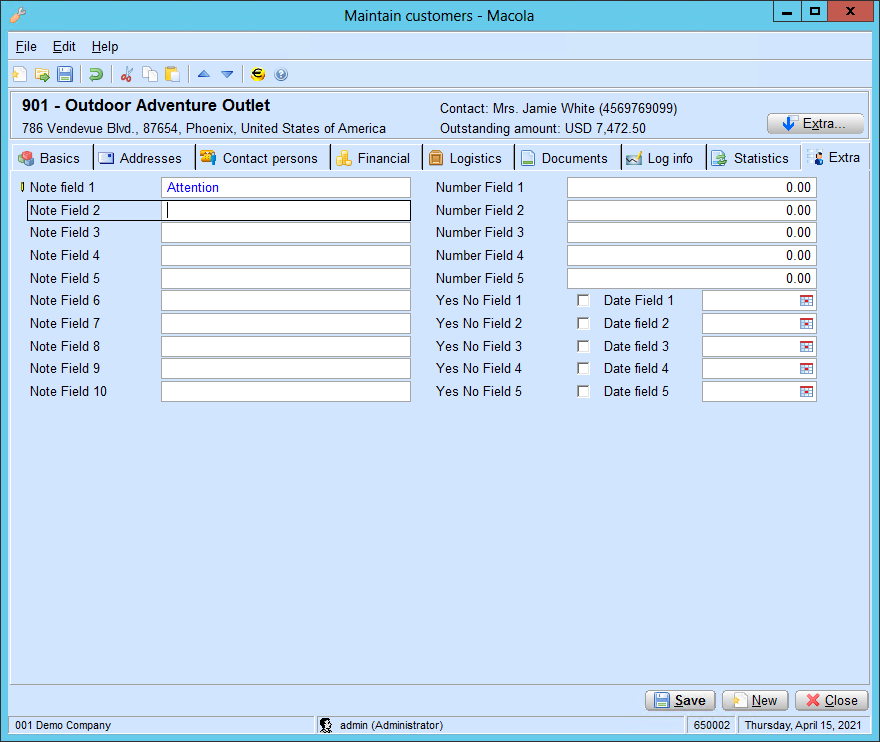 Maintain customers - Macola
File Edit Help
901 - Outdoor Adventure Outlet
Contact: Mrs. Jamie White (4569769099)
786 Vendevue Blvd., 87654, Phoenix, United States of America
Outstanding amount: USD 7,472.50
Extra...
Basics Addresses Contact persons Financial Logistics Documents Log info Statistics Extra
Note field 1 Attention Number Field 1 0.00
Note Field 2 Number Field 2 0.00
Note Field 3 Number Field 3 0.00
Note Field 4 Number Field 4 0.00
Note Field 5 Number Field 5 0.00
Note Field 6 Yes No Field 1 Date Field 1
Note Field 7 Yes No Field 2 Date field 2
Note Field 8 Yes No Field 3 Date field 3
Note Field 9 Yes No Field 4 Date field 4
Note Field 10 Yes No Field 5 Date field 5
Save New Close
001 Demo Company admin (Administrator) 650002 Thursday, April 15, 2021